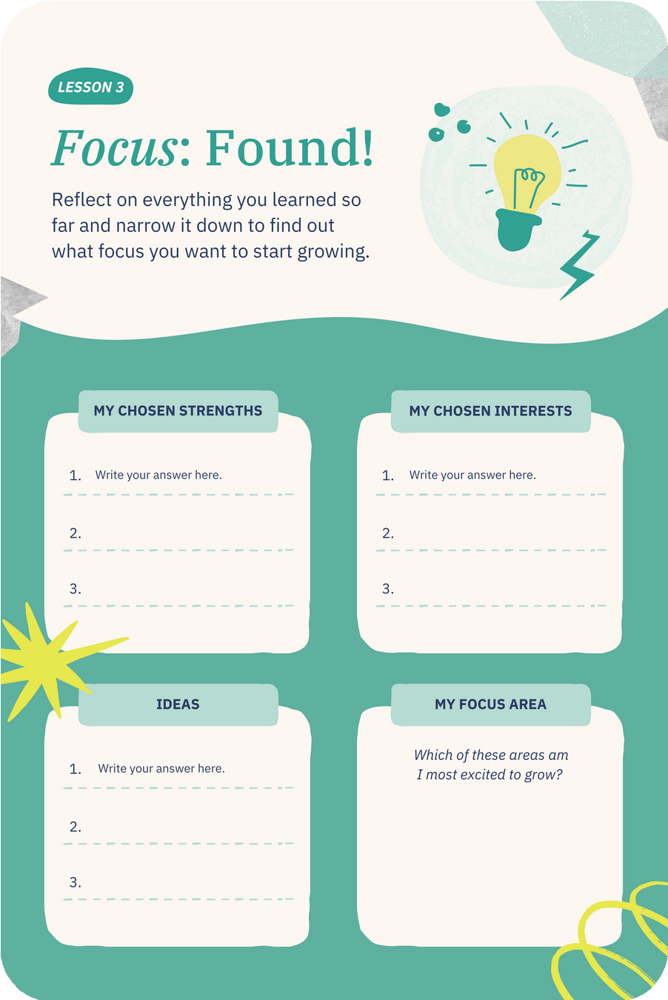 LESSON 3
Focus: Found!
Reflect on everything you learned so
far and narrow it down to find out
what focus you want to start growing.
MY CHOSEN STRENGTHS
1. Write your answer here.
2.
3.
MY CHOSEN INTERESTS
1. Write your answer here.
2.
3.
IDEAS
1. Write your answer here.
2.
3.
MY FOCUS AREA
Which of these areas am
I most excited to grow?